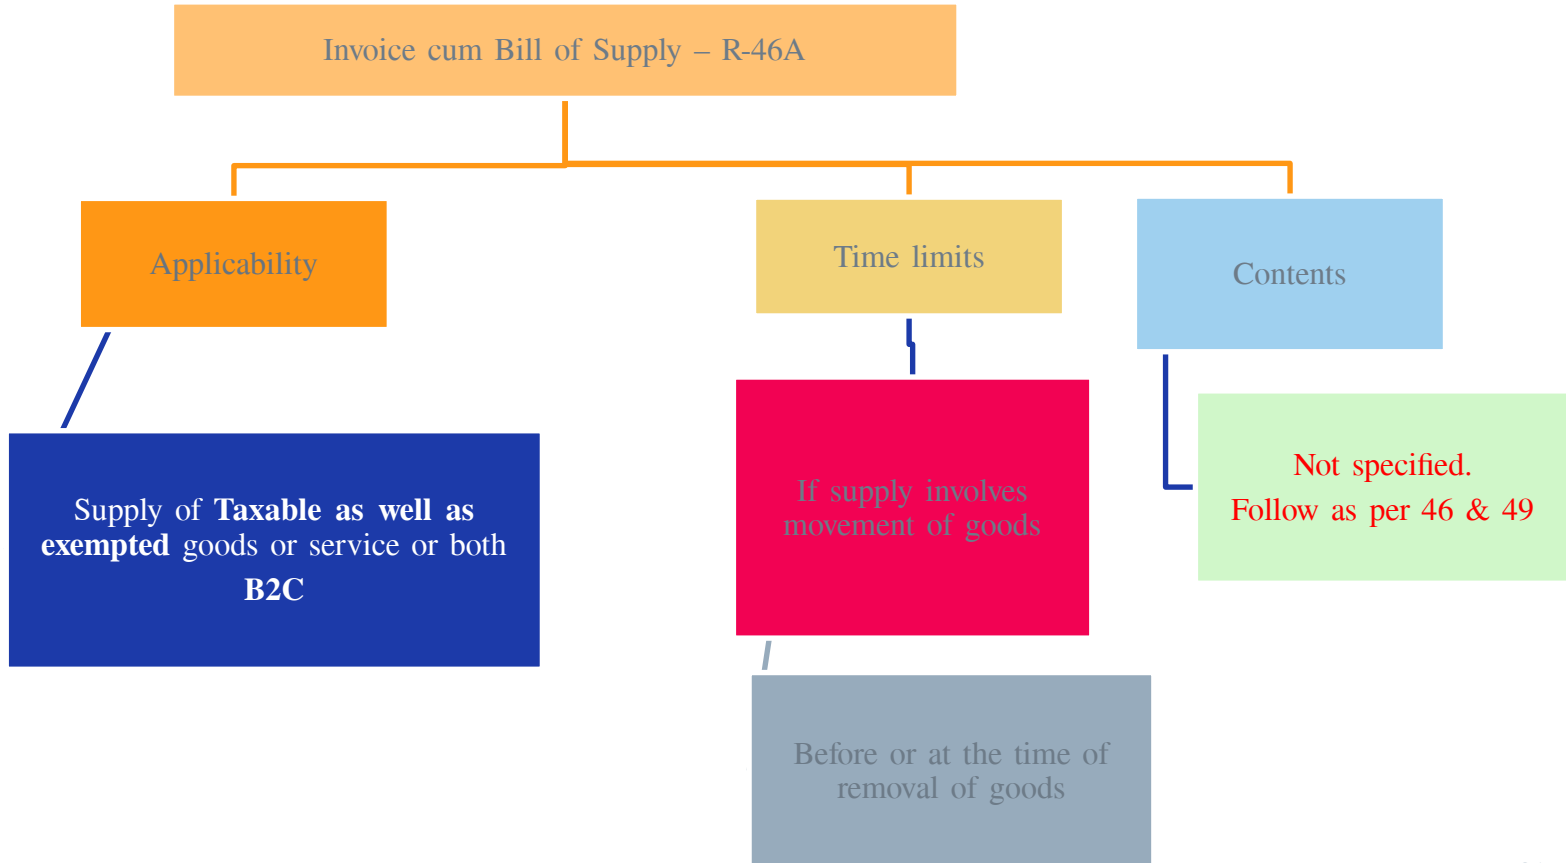 Invoice cum Bill of Supply – R-46A
Applicability
Time limits
Contents
Supply of Taxable as well as
exempted goods or service or both
B2C
If supply involves
movement of goods
Not specified.
Follow as per 46 & 49
Before or at the time of
removal of goods